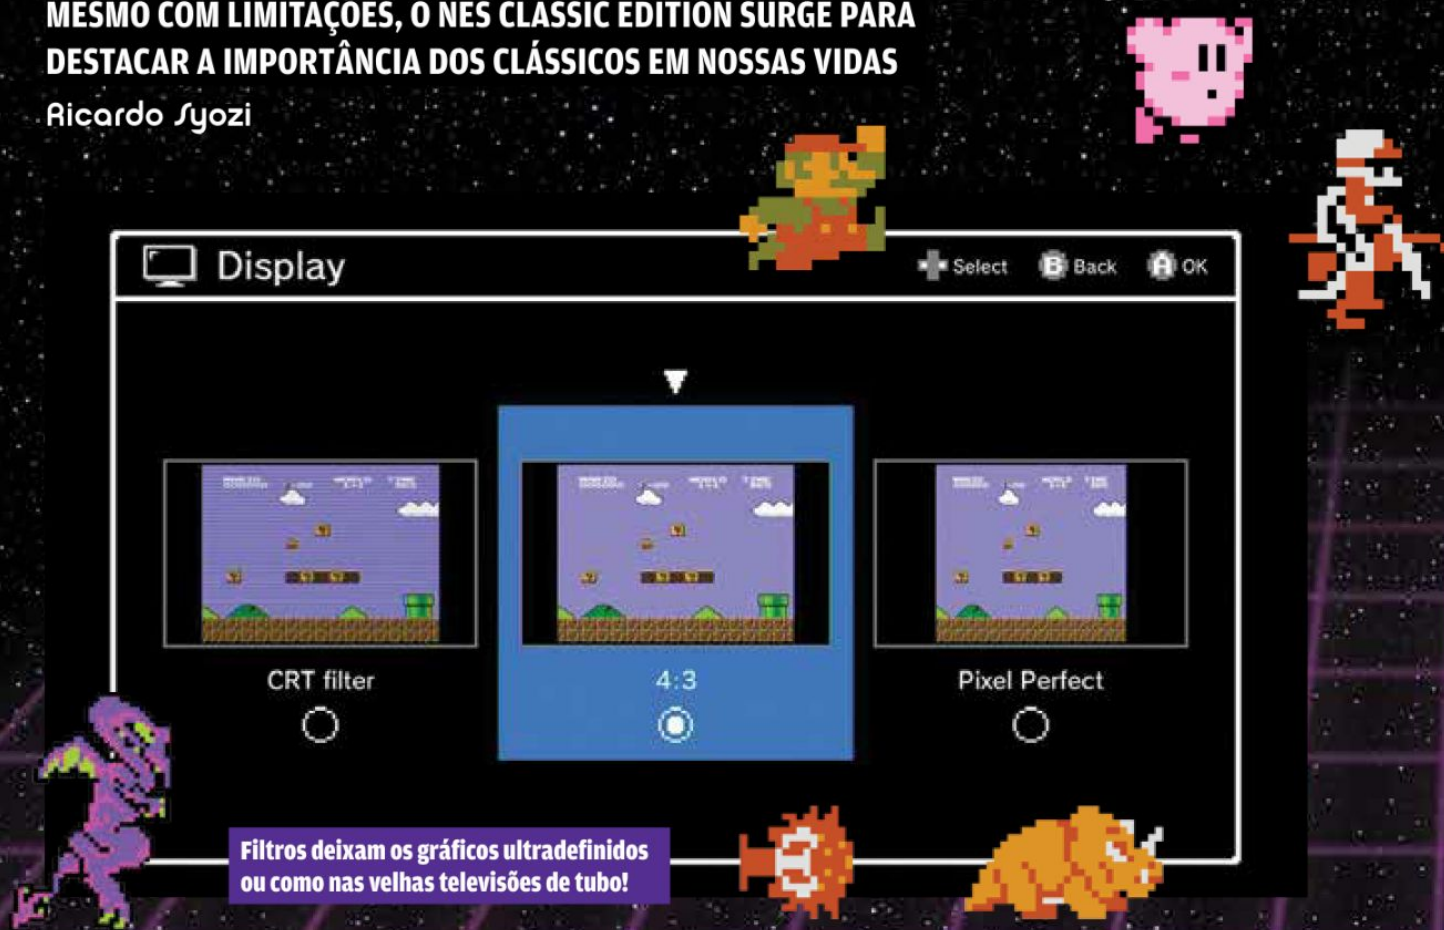 MESMO COM LIMITAÇÕES, O NES CLASSIC EDITION SURGE PARA
DESTACAR A IMPORTÂNCIA DOS CLÁSSICOS EM NOSSAS VIDAS
Ricardo Syozi
Display
Select B Back A OK
CRT filter
4:3
Pixel Perfect
Filtros deixam os gráficos ultradefinidos
ou como nas velhas televisões de tubo!